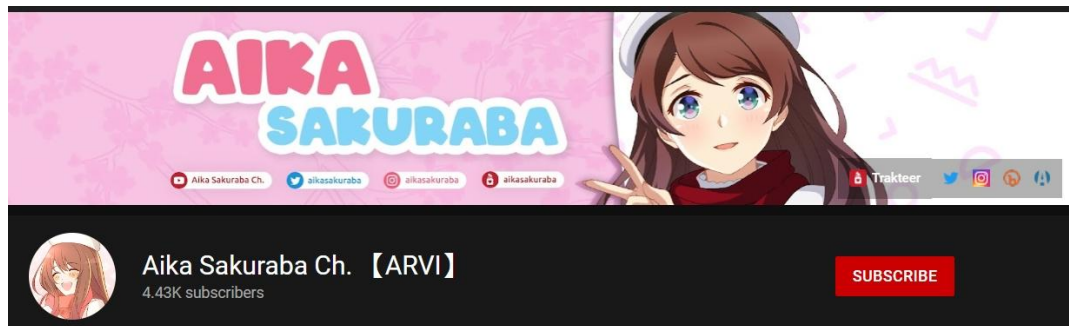 AIKA
SAKURABA
Aika Sakuraba Ch. aikasakuraba aikasakuraba aikasakuraba
Trakteer
Aika Sakuraba Ch. 【ARVI】
4.43K subscribers
SUBSCRIBE